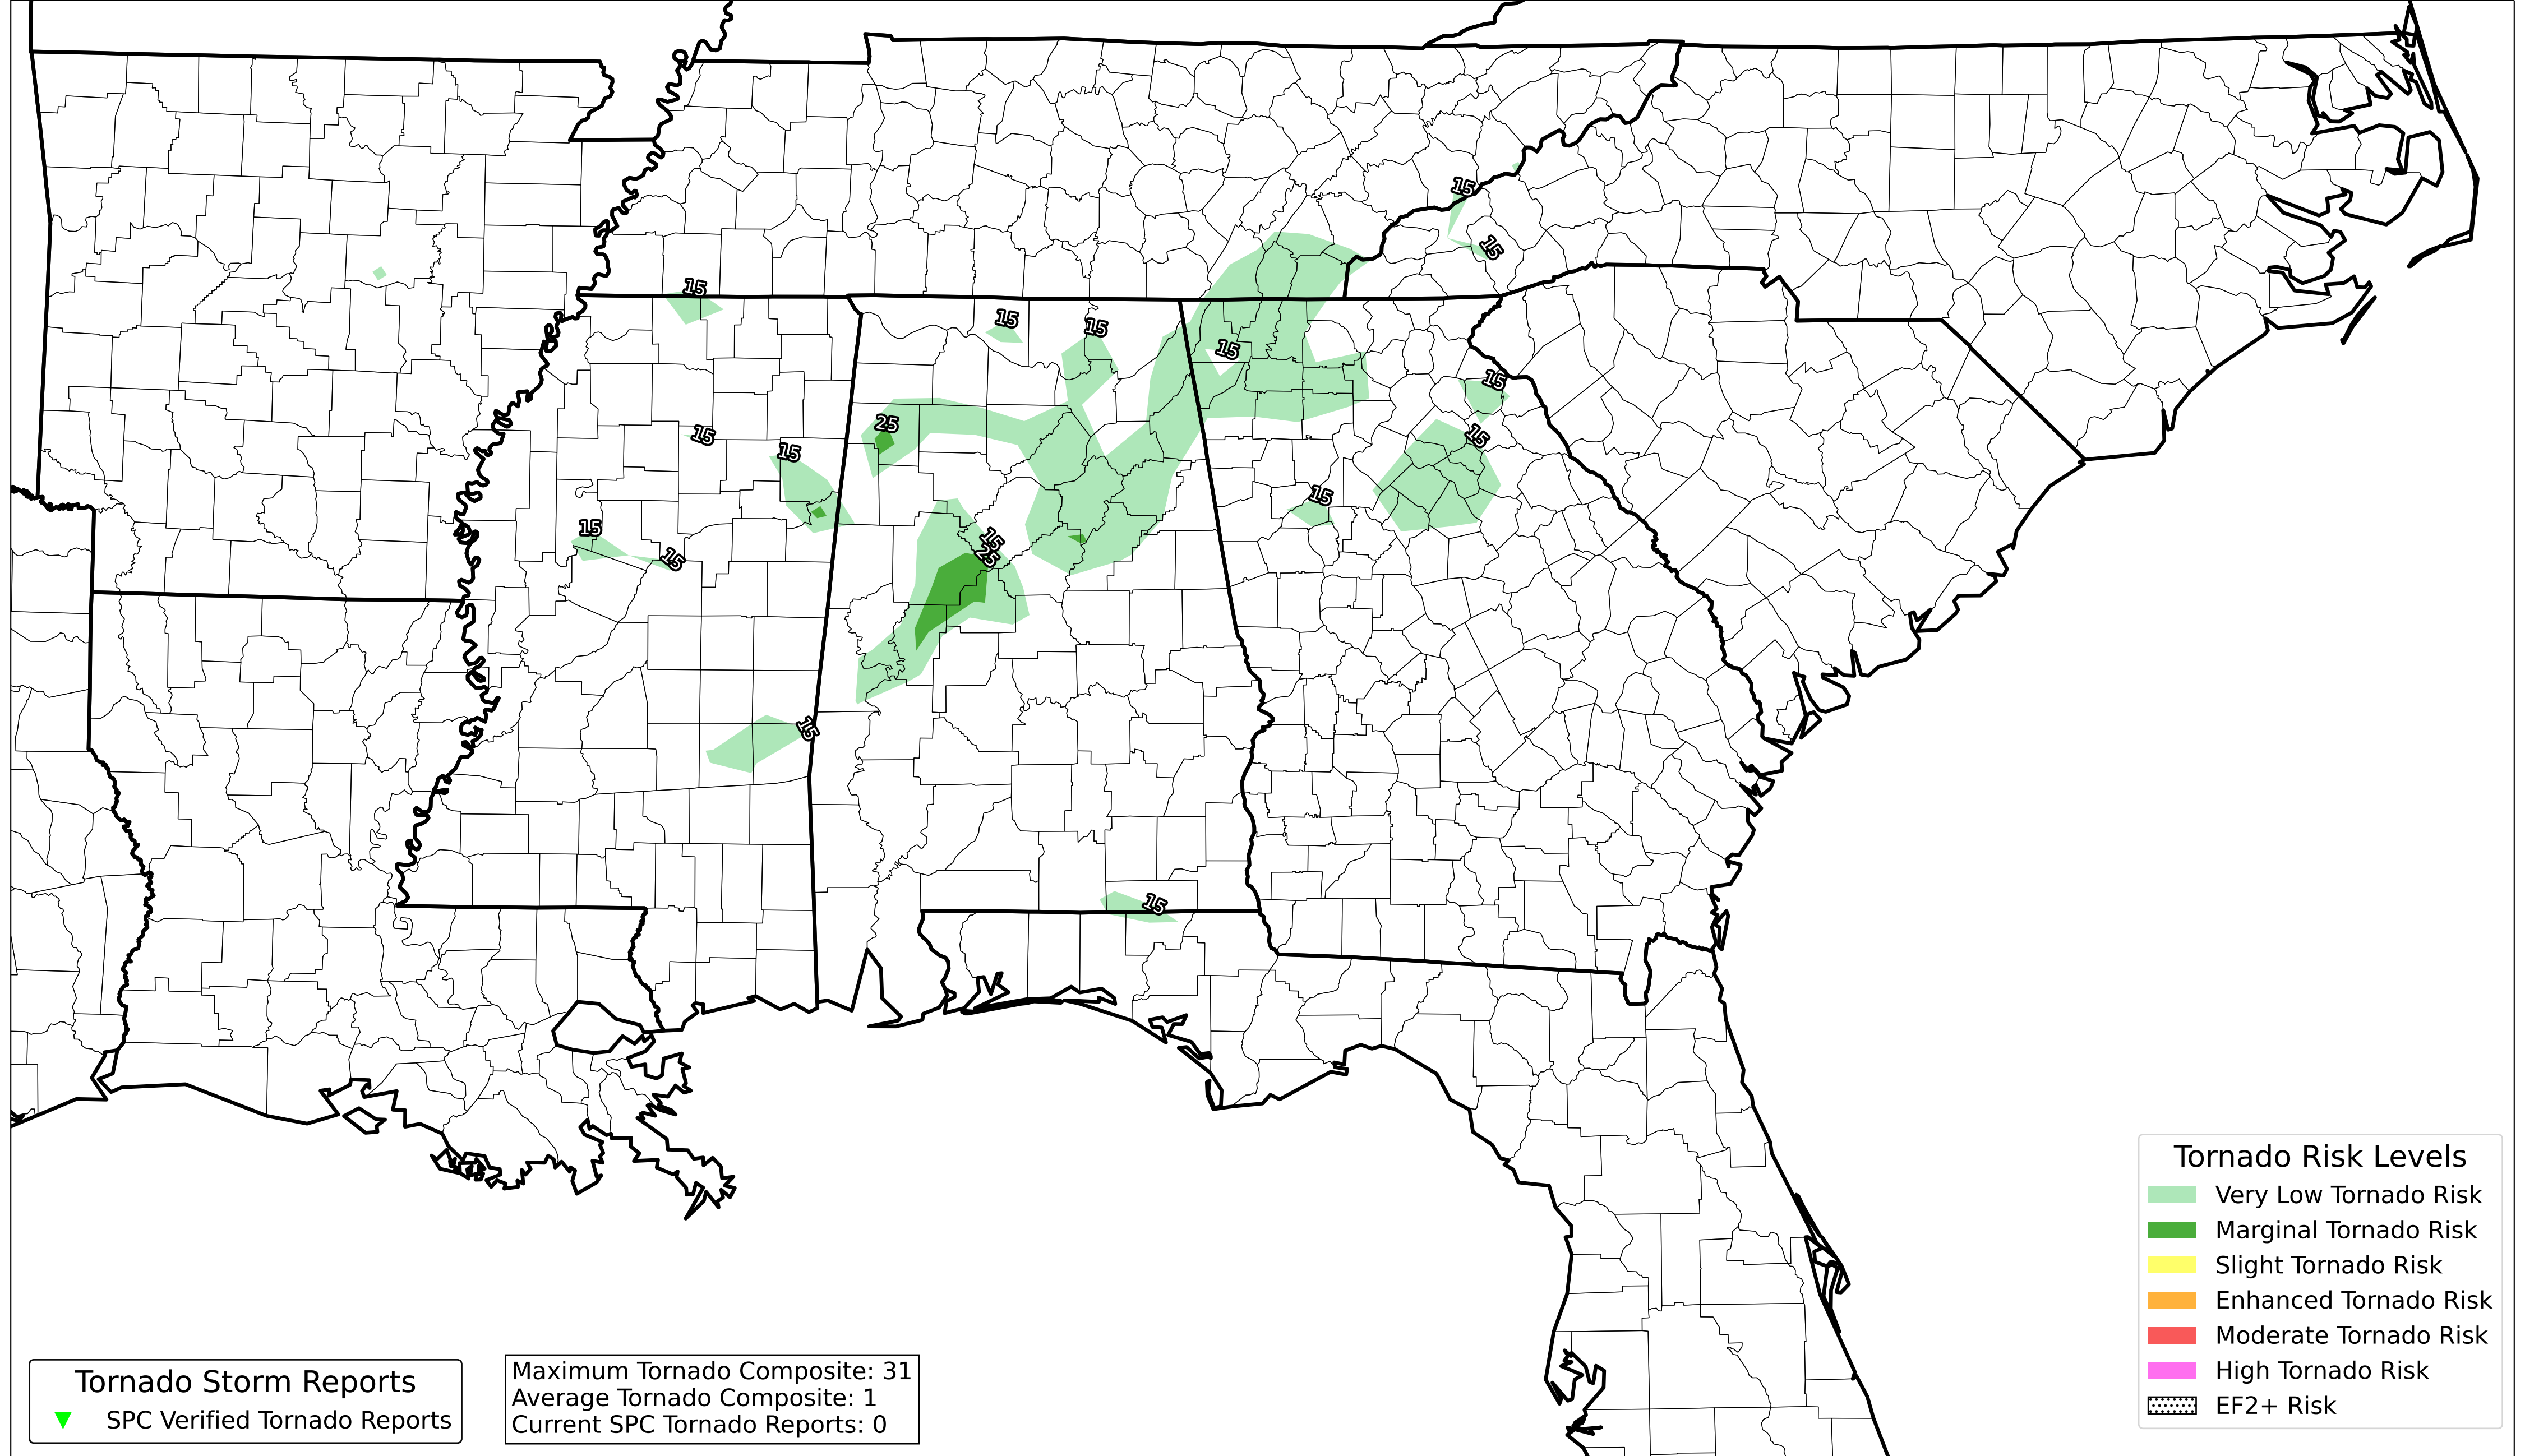 15
15
15
15
15
15
15
15
25
15
15
15
15
15
15
15
25
15
15
Tornado Risk Levels
Very Low Tornado Risk
Marginal Tornado Risk
Slight Tornado Risk
Enhanced Tornado Risk
Moderate Tornado Risk
High Tornado Risk
EF2+ Risk
Tornado Storm Reports
SPC Verified Tornado Reports
Maximum Tornado Composite: 31
Average Tornado Composite: 1
Current SPC Tornado Reports: 0